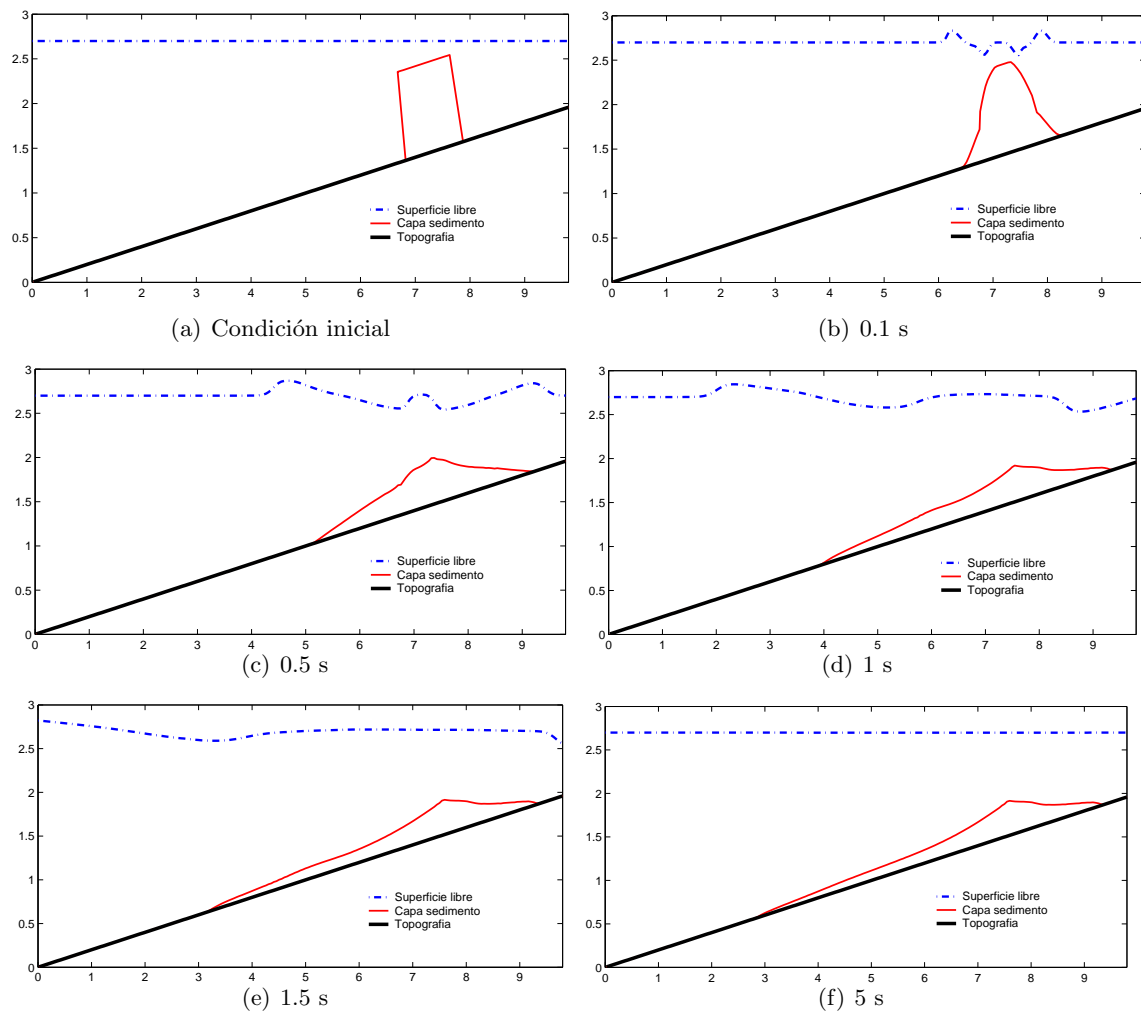 3
2.5
2
1.5
1
0.5
0
0 1 2 3 4 5 6 7 8 9
Superficie libre
Capa sedimento
Topografia
(a) Condición inicial
3
2.5
2
1.5
1
0.5
0
0 1 2 3 4 5 6 7 8 9
Superficie libre
Capa sedimento
Topografia
(b) 0.1 s
3
2.5
2
1.5
1
0.5
0
0 1 2 3 4 5 6 7 8 9
Superficie libre
Capa sedimento
Topografia
(c) 0.5 s
3
2.5
2
1.5
1
0.5
0
0 1 2 3 4 5 6 7 8 9
Superficie libre
Capa sedimento
Topografia
(d) 1 s
3
2.5
2
1.5
1
0.5
0
0 1 2 3 4 5 6 7 8 9
Superficie libre
Capa sedimento
Topografia
(e) 1.5 s
3
2.5
2
1.5
1
0.5
0
0 1 2 3 4 5 6 7 8 9
Superficie libre
Capa sedimento
Topografia
(f) 5 s